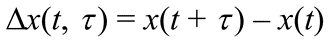 Δx(t, τ) = x(t + τ) – x(t)